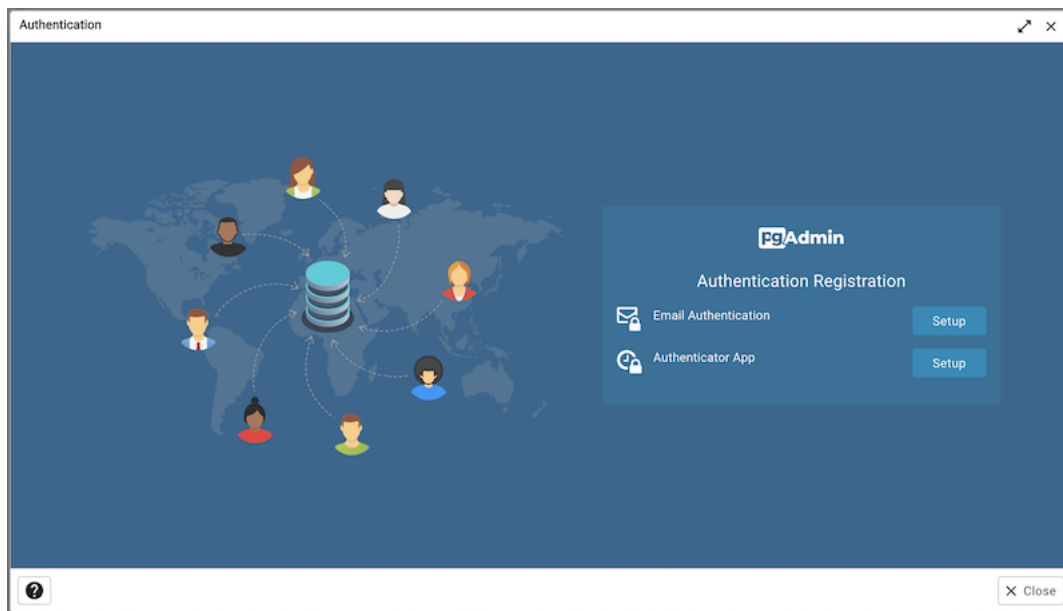 Authentication
pgAdmin
Authentication Registration
Email Authentication
Setup
Authenticator App
Setup
Close